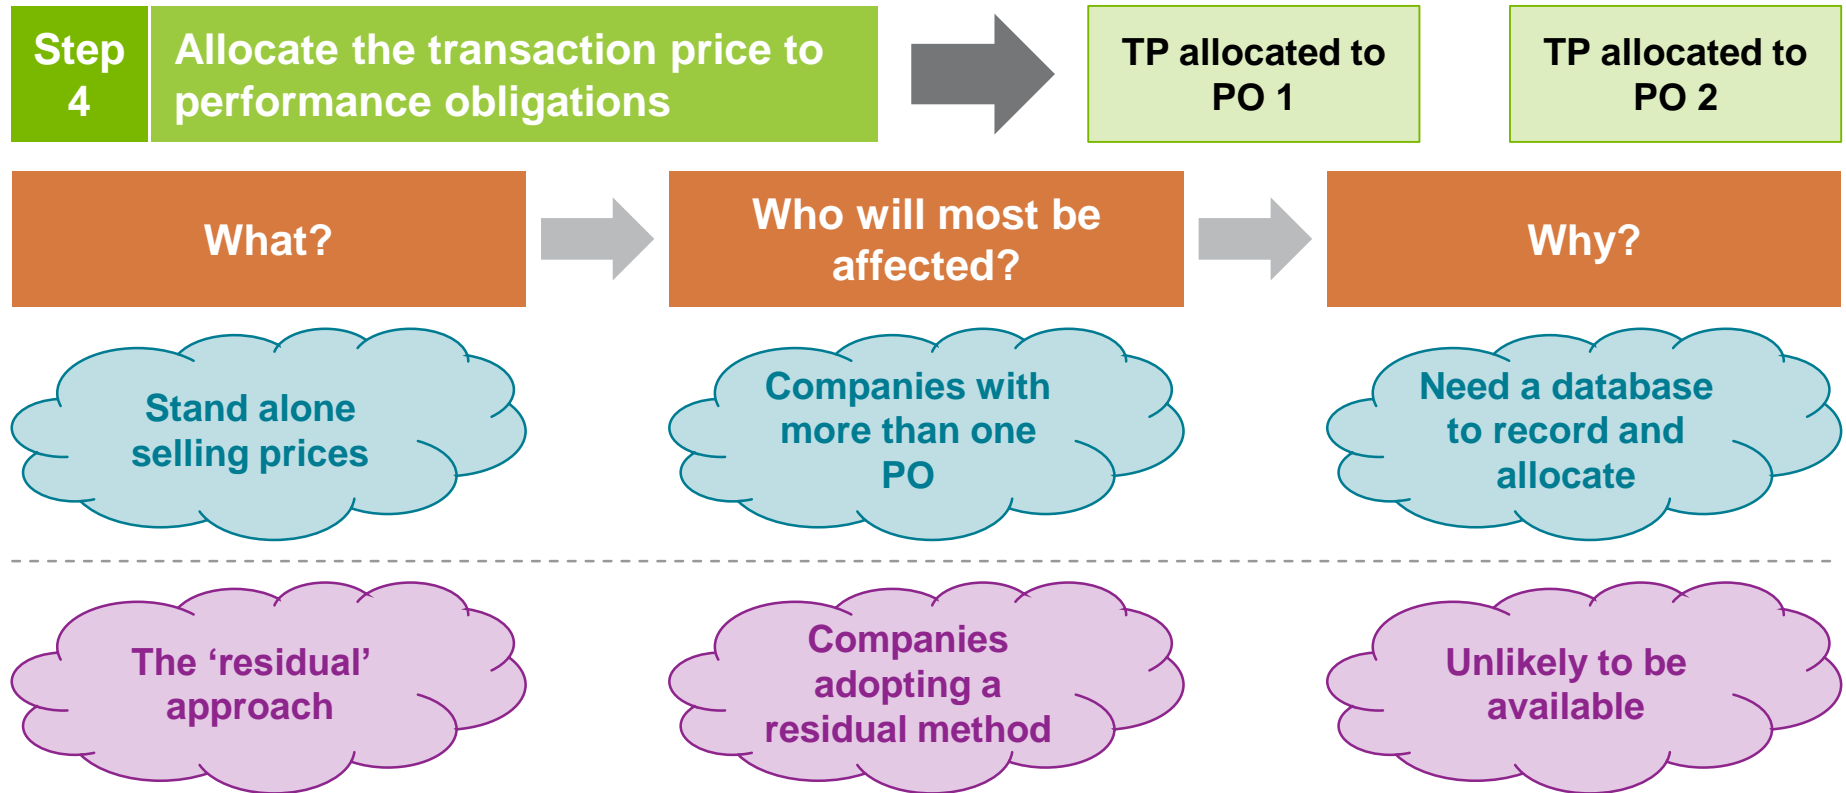 Step
4
Allocate the transaction price to
performance obligations
TP allocated to
PO 1
TP allocated to
PO 2
What?
Who will most be
affected?
Why?
Stand alone
selling prices
Companies with
more than one
PO
Need a database
to record and
allocate
The ‘residual’
approach
Companies
adopting a
residual method
Unlikely to be
available